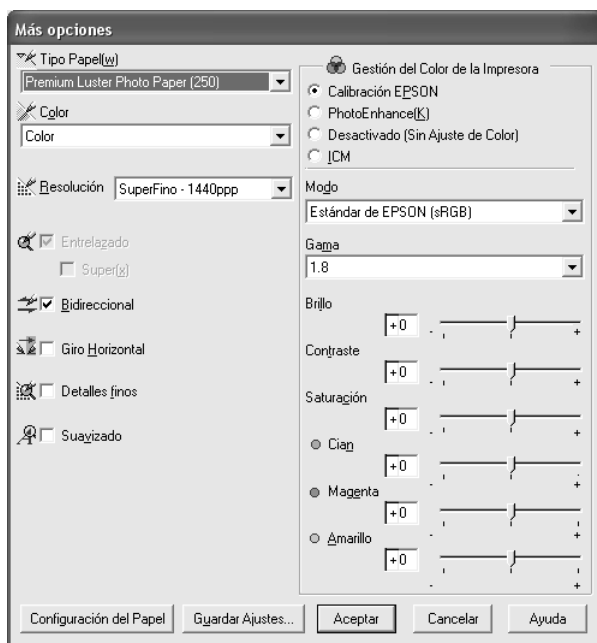 Más opciones
Tipo Papel(w)
Premium Luster Photo Paper (250)
Color
Color
Resolución SuperFino - 1440ppp
Entrelazado
Super(x)
Bidireccional
Giro Horizontal
Detalles finos
Suavizado
Gestión del Color de la Impresora
Calibración EPSON
PhotoEnhance(K)
Desactivado (Sin Ajuste de Color)
ICM
Modo
Estándar de EPSON (sRGB)
Gama
1.8
Brillo
+0 - +
Contraste
+0 - +
Saturación
+0 - +
Cian
+0 - +
Magenta
+0 - +
Amarillo
+0 - +
Configuración del Papel Guardar Ajustes... Aceptar Cancelar Ayuda